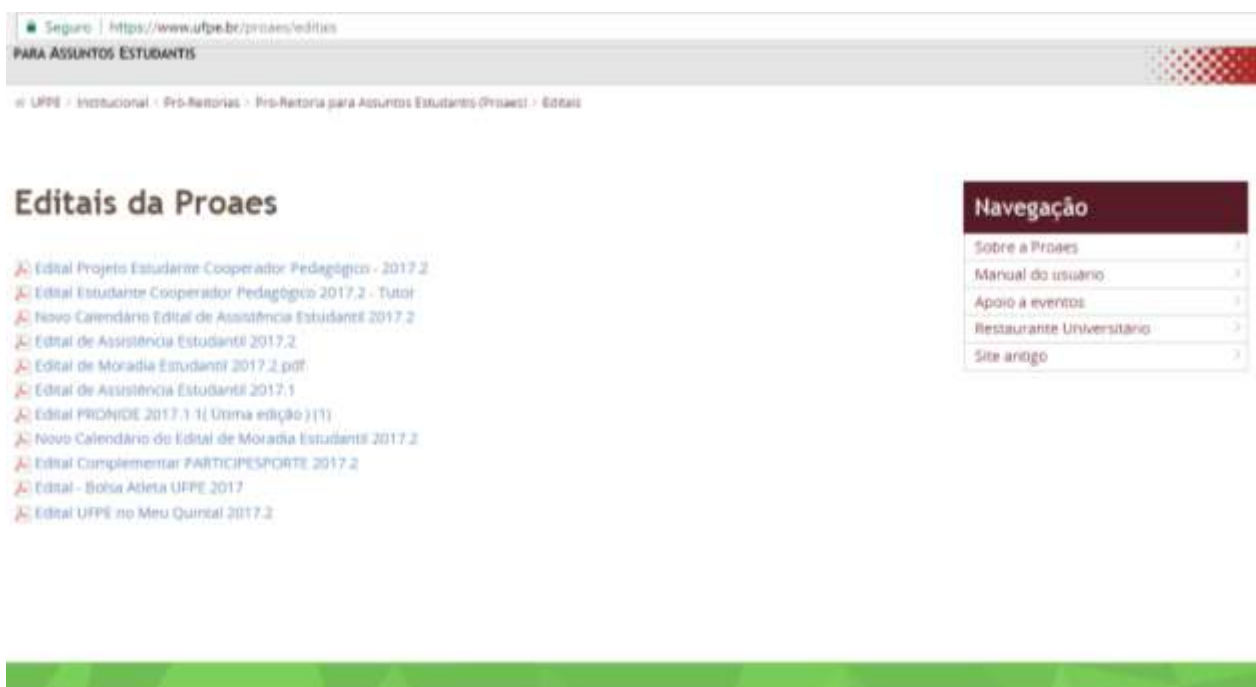 Seguro | https://www.ufpe.br/proaes/editais
PARA ASSUNTOS ESTUDANTIS
UFPE > Institucional > Pró-Reitorias > Pró-Reitoria para Assuntos Estudantis (Proaes) > Editais
Editais da Proaes
Edital Projeto Estudante Cooperador Pedagógico - 2017.2
Edital Estudante Cooperador Pedagógico 2017.2 - Tutor
Novo Calendário Edital de Assistência Estudantil 2017.2
Edital de Assistência Estudantil 2017.2
Edital de Moradia Estudantil 2017.2 pdf
Edital de Assistência Estudantil 2017.1
Edital PRONIDE 2017.1 1( Útima edição ) (1)
Novo Calendário do Edital de Moradia Estudantil 2017.2
Edital Complementar PARTICIPESPORTE 2017.2
Edital - Bolsa Atleta UFPE 2017
Edital UFPE no Meu Quintal 2017.2
Navegação
Sobre a Proaes
Manual do usuário
Apoio a eventos
Restaurante Universitário
Site antigo